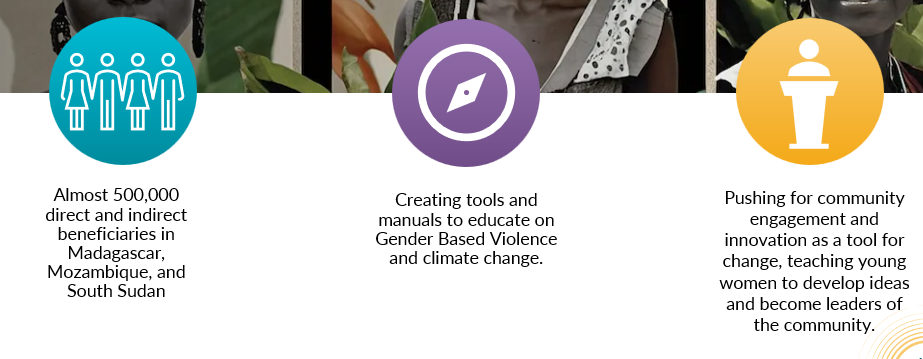 Almost 500,000
direct and indirect
beneficiaries in
Madagascar,
Mozambique, and
South Sudan
Creating tools and
manuals to educate on
Gender Based Violence
and climate change.
Pushing for community
engagement and
innovation as a tool for
change, teaching young
women to develop ideas
and become leaders of
the community.